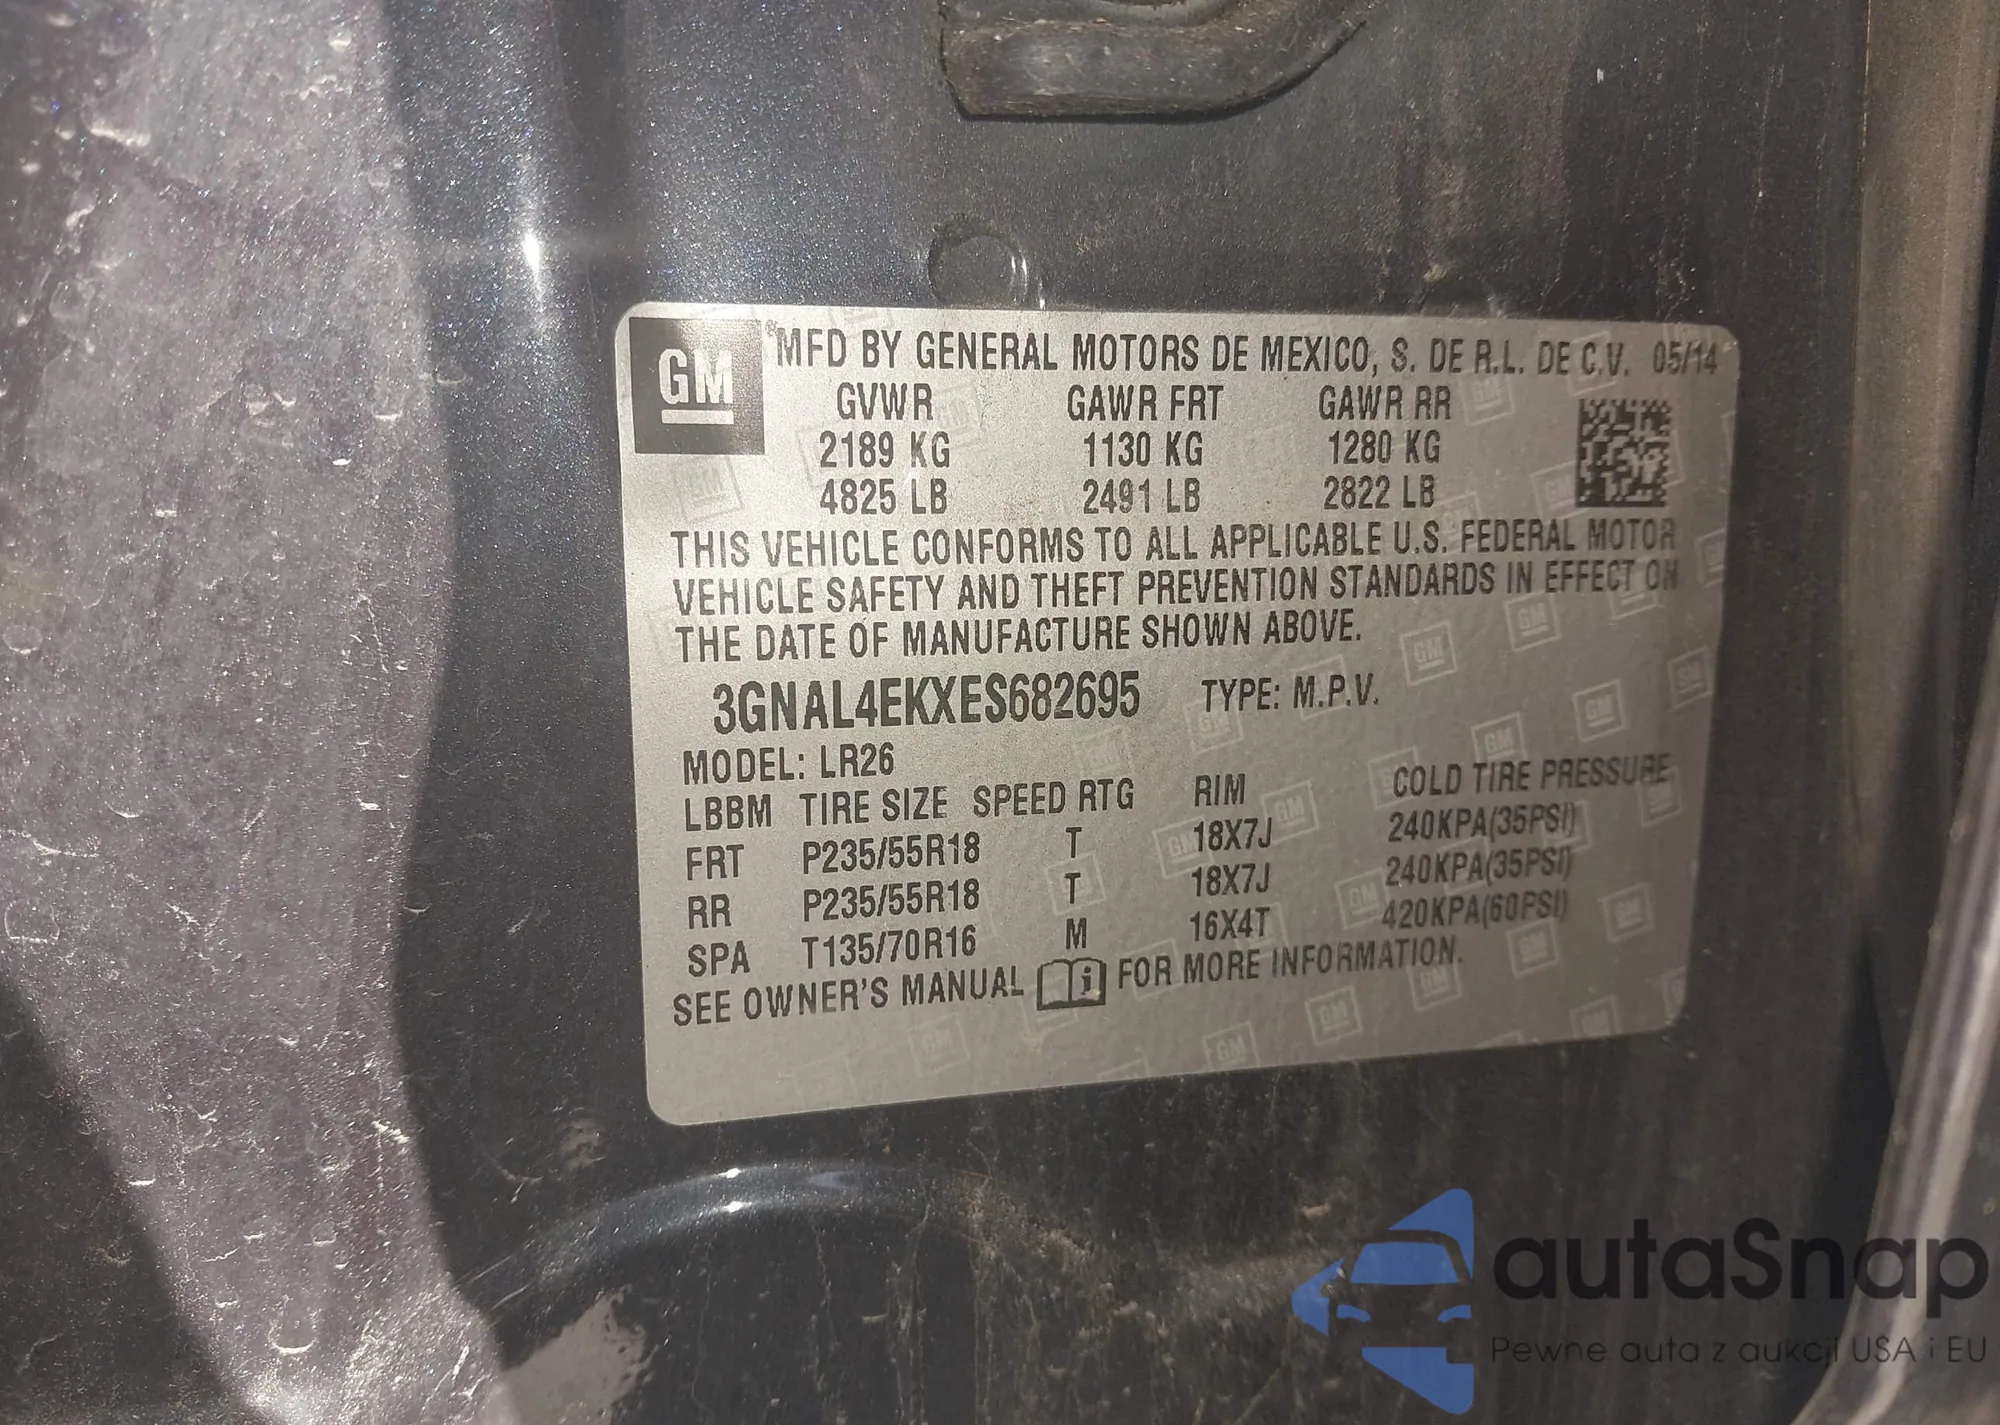 GM
®MFD BY GENERAL MOTORS DE MEXICO, S. DE R.L. DE C.V. 05/14
GVWR GAWR FRT GAWR RR
2189 KG 1130 KG 1280 KG
4825 LB 2491 LB 2822 LB
THIS VEHICLE CONFORMS TO ALL APPLICABLE U.S. FEDERAL MOTOR
VEHICLE SAFETY AND THEFT PREVENTION STANDARDS IN EFFECT ON
THE DATE OF MANUFACTURE SHOWN ABOVE.
3GNAL4EKXES682695 TYPE: M.P.V.
MODEL: LR26
LBBM TIRE SIZE SPEED RTG RIM COLD TIRE PRESSURE
FRT P235/55R18 T 18X7J 240KPA(35PSI)
RR P235/55R18 T 18X7J 240KPA(35PSI)
SPA T135/70R16 M 16X4T 420KPA(60PSI)
SEE OWNER'S MANUAL i FOR MORE INFORMATION.
autaSnap
Pewne auta z aukcji USA i EU